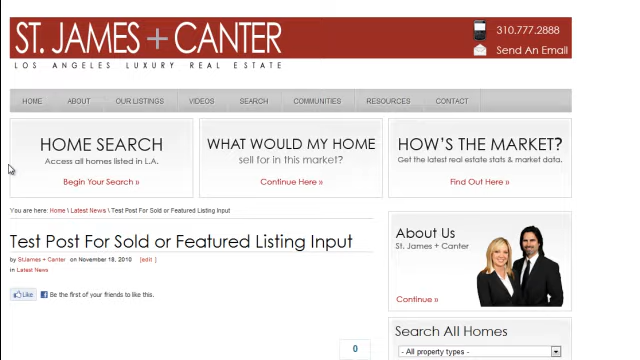 ST. JAMES + CANTER
LOS ANGELES LUXURY REAL ESTATE
310.777.2888
Send An Email
HOME ABOUT OUR LISTINGS VIDEOS SEARCH COMMUNITIES RESOURCES CONTACT
HOME SEARCH
Access all homes listed in L.A.
Begin Your Search »
WHAT WOULD MY HOME
sell for in this market?
Continue Here »
HOW'S THE MARKET?
Get the latest real estate stats & market data.
Find Out Here »
You are here: Home \ Latest News \ Test Post For Sold or Featured Listing Input
Test Post For Sold or Featured Listing Input
by StJames + Canter on November 18, 2010 [edit ]
in Latest News
Like Be the first of your friends to like this.
0
About Us
St. James + Canter
Continue »
Search All Homes
- All property types -